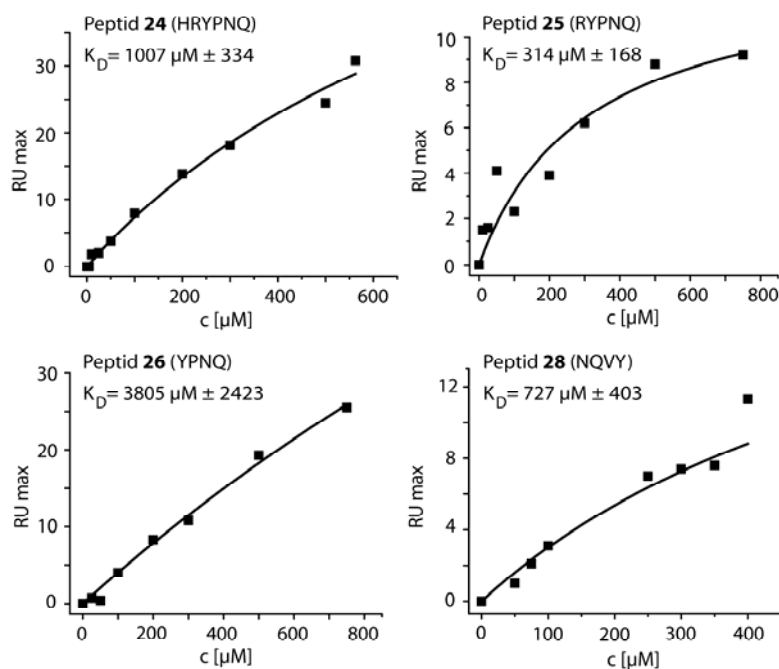 Peptid 24 (HRYPNQ)
K_D= 1007 µM ± 334
30
20
10
0
RU max
0
200
400
600
c [µM]
Peptid 25 (RYPNQ)
K_D= 314 µM ± 168
10
8
6
4
2
0
RU max
0
200
400
600
800
c [µM]
Peptid 26 (YPNQ)
K_D= 3805 µM ± 2423
30
20
10
0
RU max
0
200
400
600
800
c [µM]
Peptid 28 (NQVY)
K_D= 727 µM ± 403
12
8
4
0
RU max
0
100
200
300
400
c [µM]